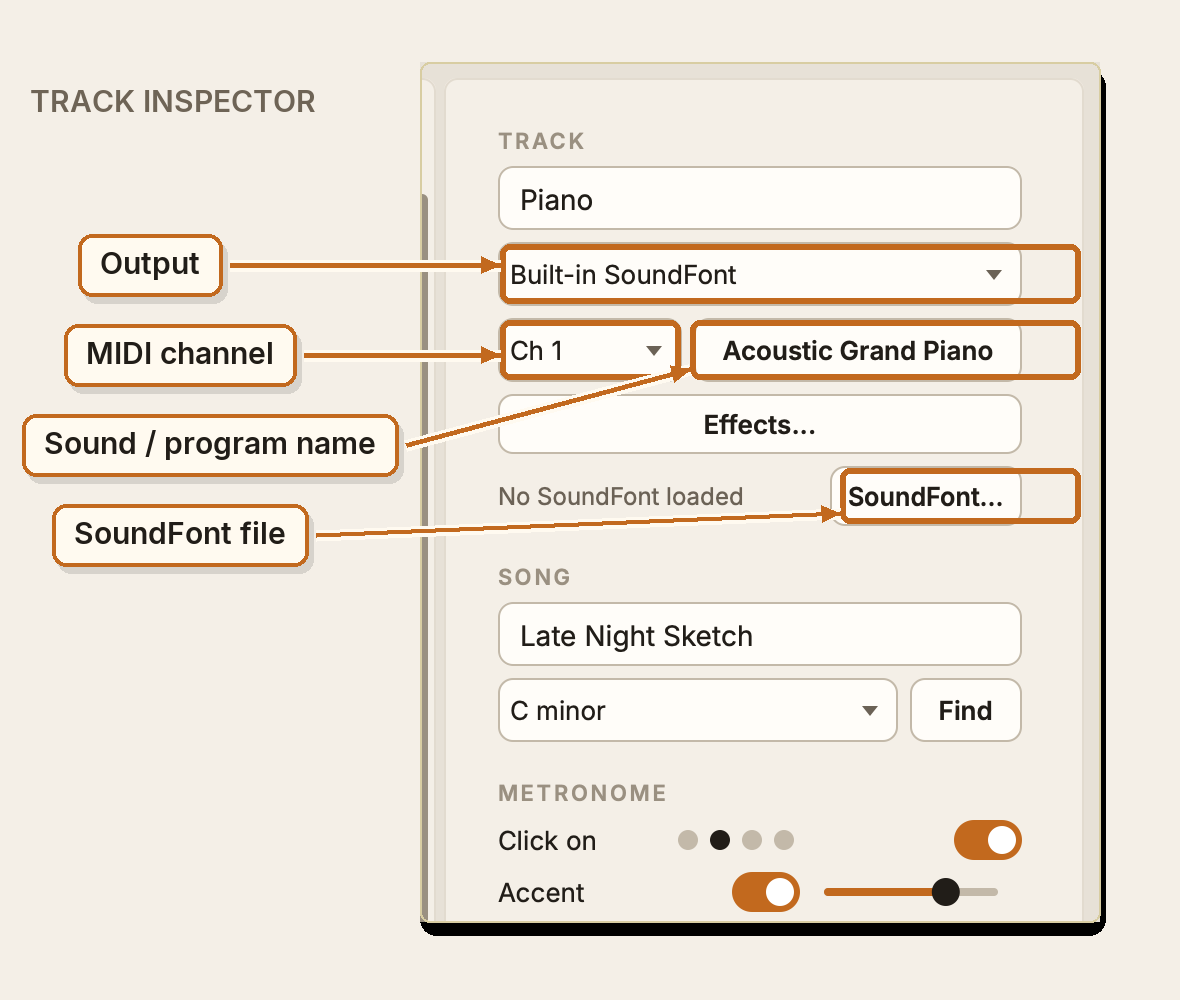 TRACK INSPECTOR
TRACK
Piano
Output
Built-in SoundFont
MIDI channel
Ch 1
Acoustic Grand Piano
Sound / program name
Effects...
No SoundFont loaded
SoundFont...
SoundFont file
SONG
Late Night Sketch
C minor
Find
METRONOME
Click on
Accent